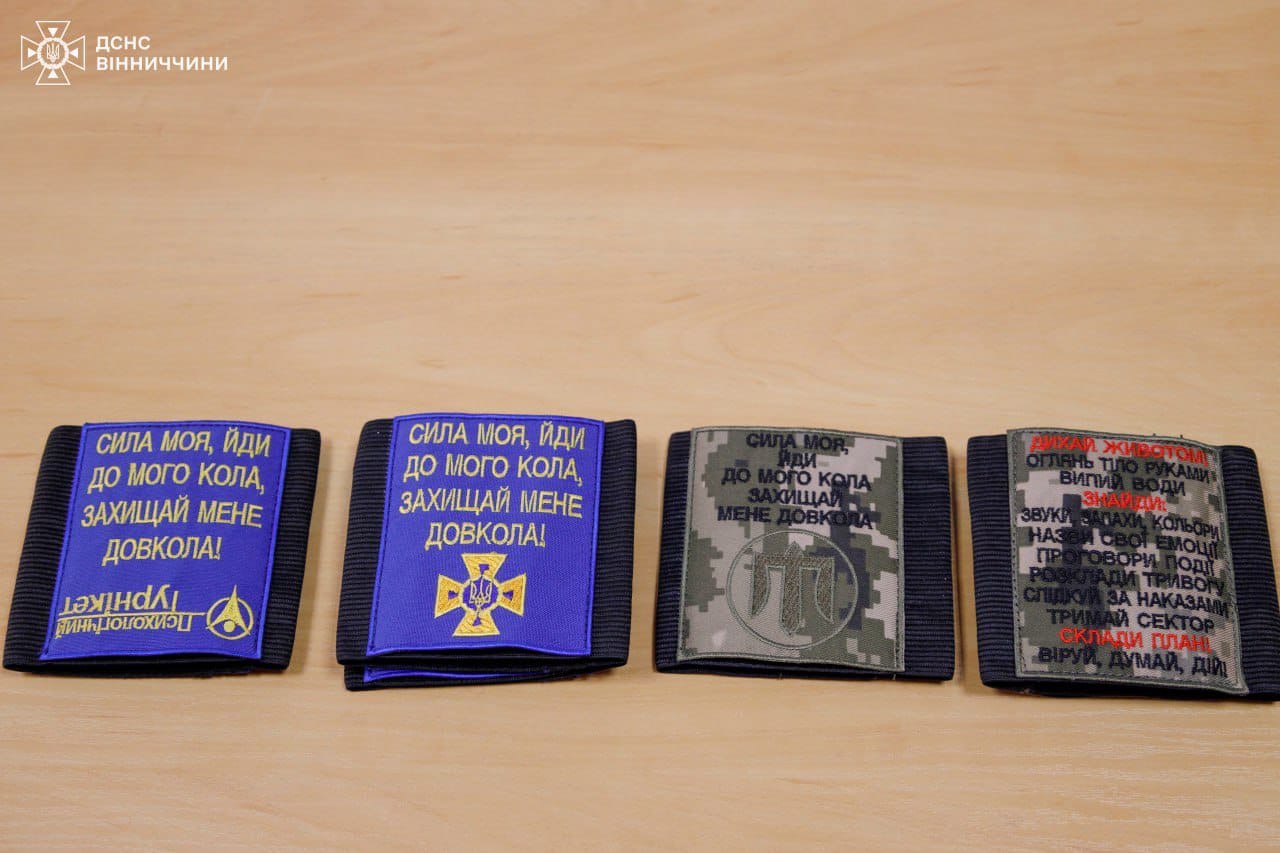 ДСНС
ВІННИЧЧИНИ
СИЛА МОЯ, ЙДИ
ДО МОГО КОЛА,
ЗАХИЩАЙ МЕНЕ
ДОВКОЛА!
Психологічний
Турнікет
СИЛА МОЯ, ЙДИ
ДО МОГО КОЛА,
ЗАХИЩАЙ МЕНЕ
ДОВКОЛА!
СИЛА МОЯ,
ЙДИ
ДО МОГО КОЛА
ЗАХИЩАЙ
МЕНЕ ДОВКОЛА
ДИХАЙ ЖИВОТОМ!
ОГЛЯНЬ ТІЛО РУКАМИ
ВИПИЙ ВОДИ
ЗНАЙДИ:
ЗВУКИ, ЗАПАХИ, КОЛЬОРИ
НАЗВИ СВОЇ ЕМОЦІЇ
ПРОГОВОРИ ПОДІЇ
РОЗКЛАДИ ТРИВОГУ
СЛІДКУЙ ЗА НАКАЗАМИ
ТРИМАЙ СЕКТОР
СКЛАДИ ПЛАН!
ВІРУЙ, ДУМАЙ, ДІЙ!